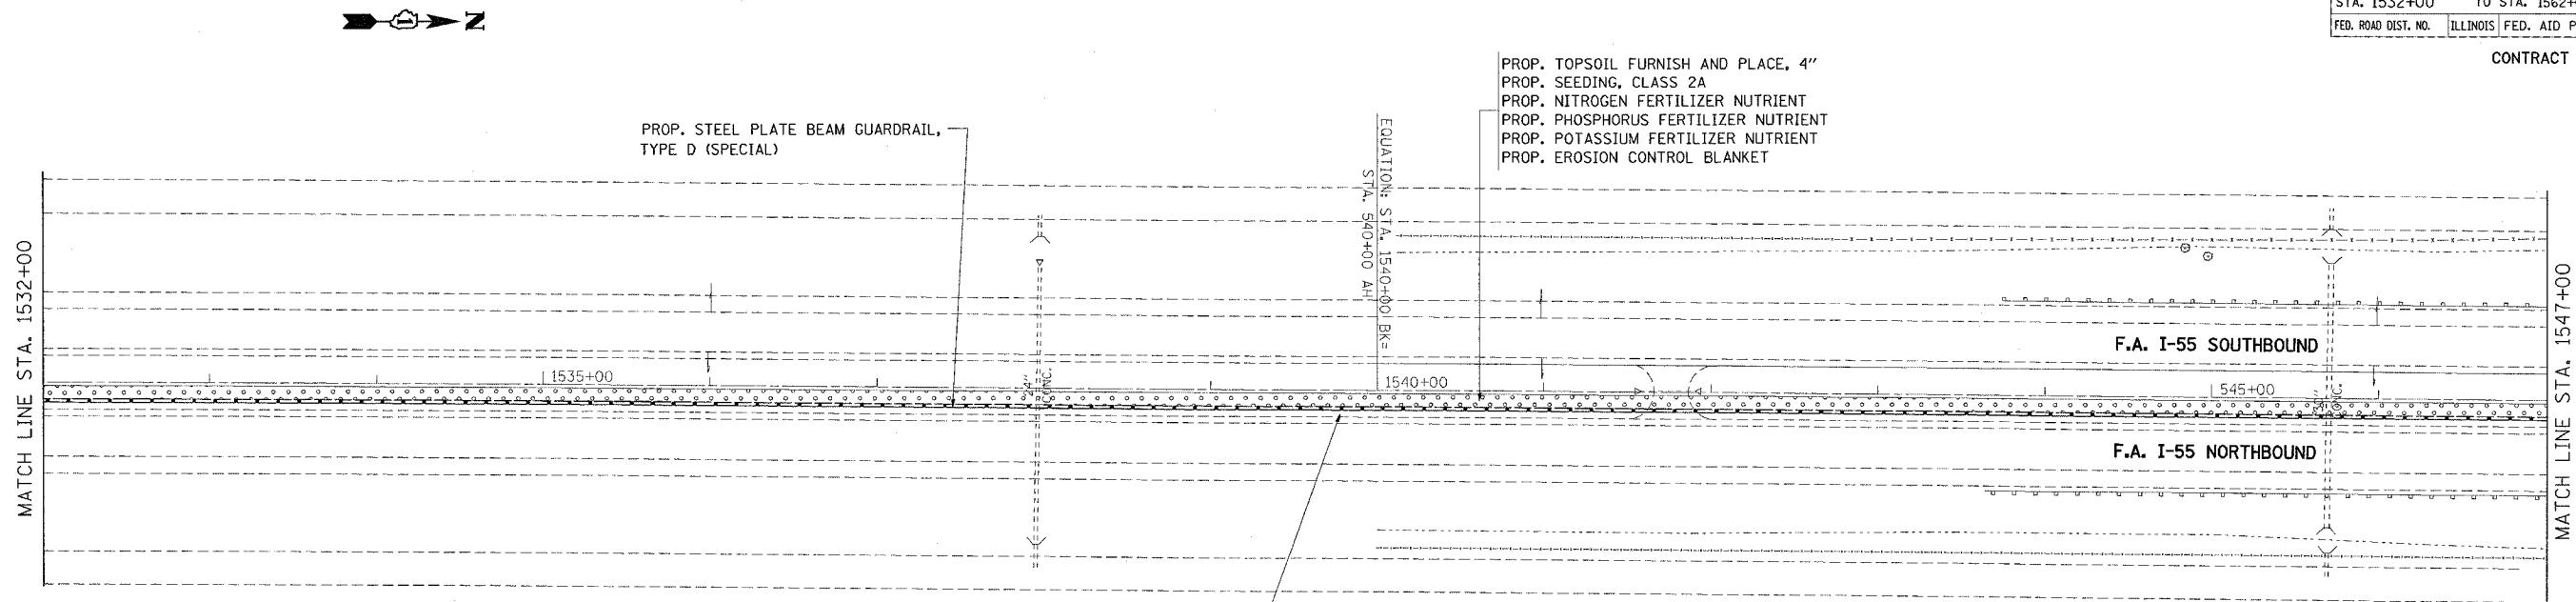 N
STA. 1532+00 TO STA. 1562+
FED. ROAD DIST. NO. ILLINOIS FED. AID P
CONTRACT
PROP. TOPSOIL FURNISH AND PLACE, 4"
PROP. SEEDING, CLASS 2A
PROP. NITROGEN FERTILIZER NUTRIENT
PROP. PHOSPHORUS FERTILIZER NUTRIENT
PROP. POTASSIUM FERTILIZER NUTRIENT
PROP. EROSION CONTROL BLANKET
PROP. STEEL PLATE BEAM GUARDRAIL,
TYPE D (SPECIAL)
EQUATION: STA. 1540+00 BK=
STA. 540+00 AH
MATCH LINE STA. 1532+00
F.A. I-55 SOUTHBOUND
1535+00
24"
CONC.
1540+00
545+00
F.A. I-55 NORTHBOUND
MATCH LINE STA. 1547+00